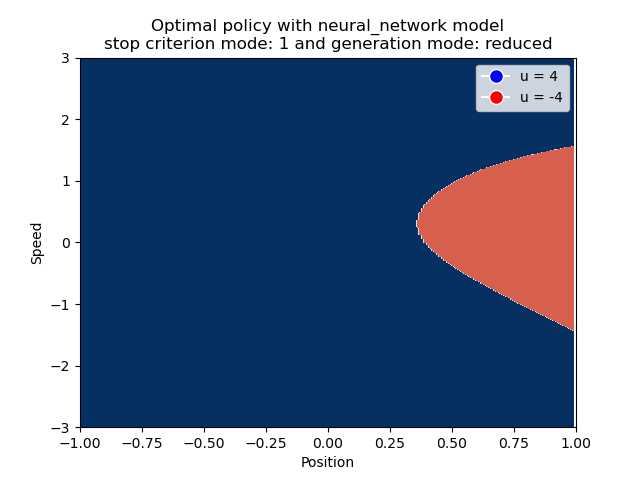 Optimal policy with neural_network model
stop criterion mode: 1 and generation mode: reduced
u = 4
u = -4
3
2
1
0
−1
−2
−3
Speed
−1.00
−0.75
−0.50
−0.25
0.00
0.25
0.50
0.75
1.00
Position